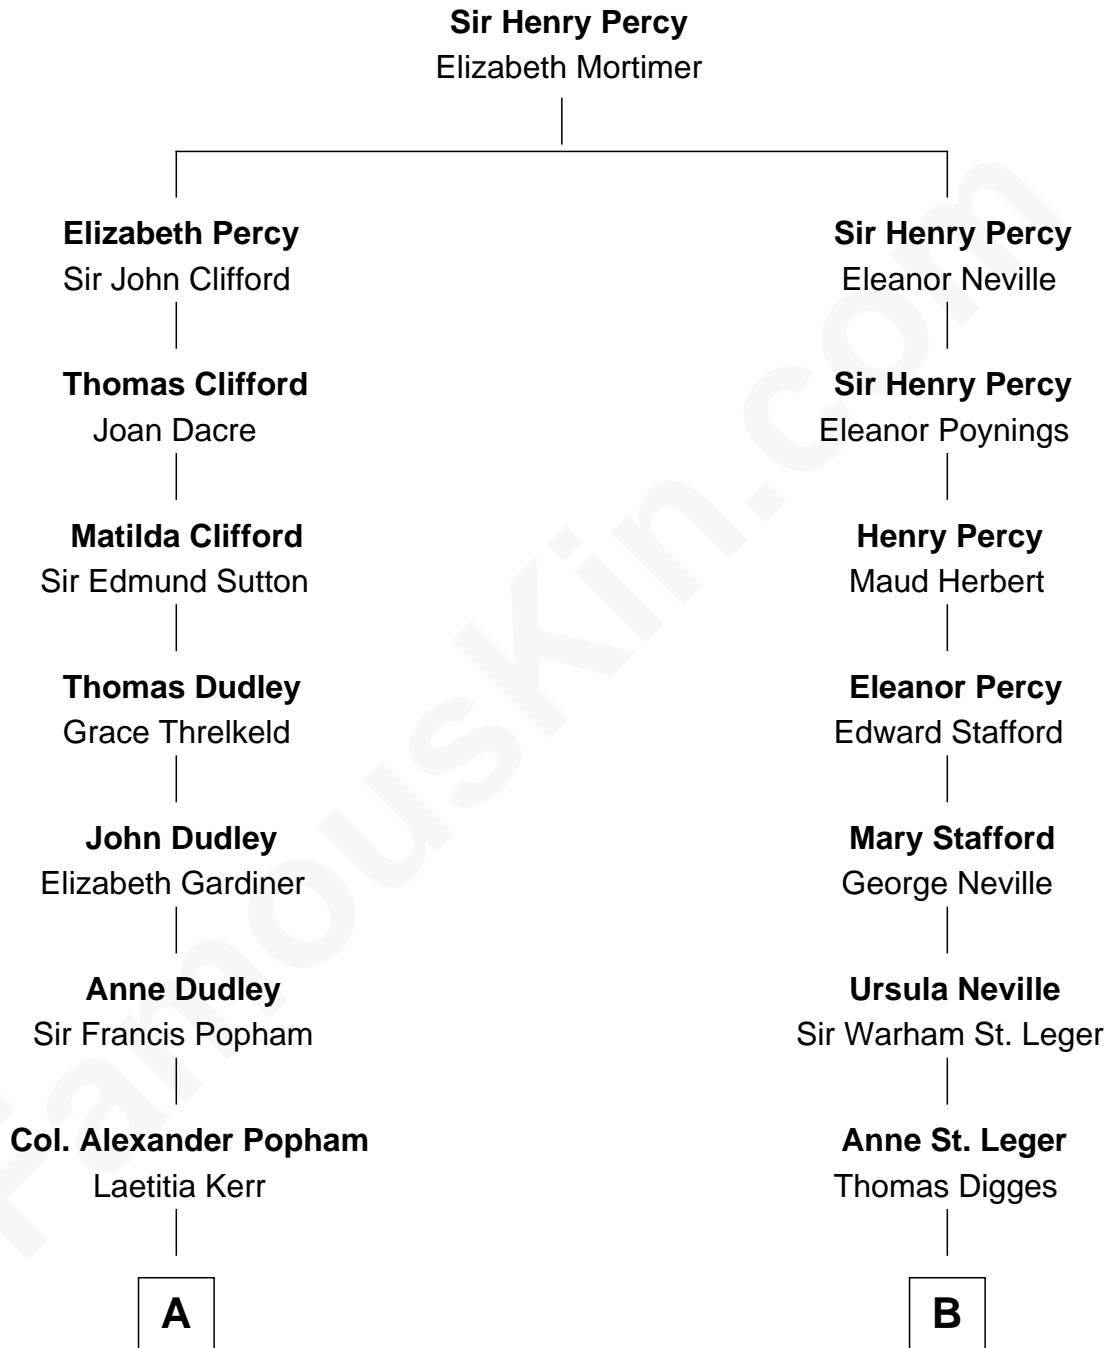 Sir Henry Percy
Elizabeth Mortimer
Elizabeth Percy
Sir John Clifford
Sir Henry Percy
Eleanor Neville
Thomas Clifford
Joan Dacre
Sir Henry Percy
Eleanor Poynings
Matilda Clifford
Sir Edmund Sutton
Henry Percy
Maud Herbert
Thomas Dudley
Grace Threlkeld
Eleanor Percy
Edward Stafford
John Dudley
Elizabeth Gardiner
Mary Stafford
George Neville
Anne Dudley
Sir Francis Popham
Ursula Neville
Sir Warham St. Leger
Col. Alexander Popham
Laetitia Kerr
Anne St. Leger
Thomas Digges
A
B
FamousKin.com